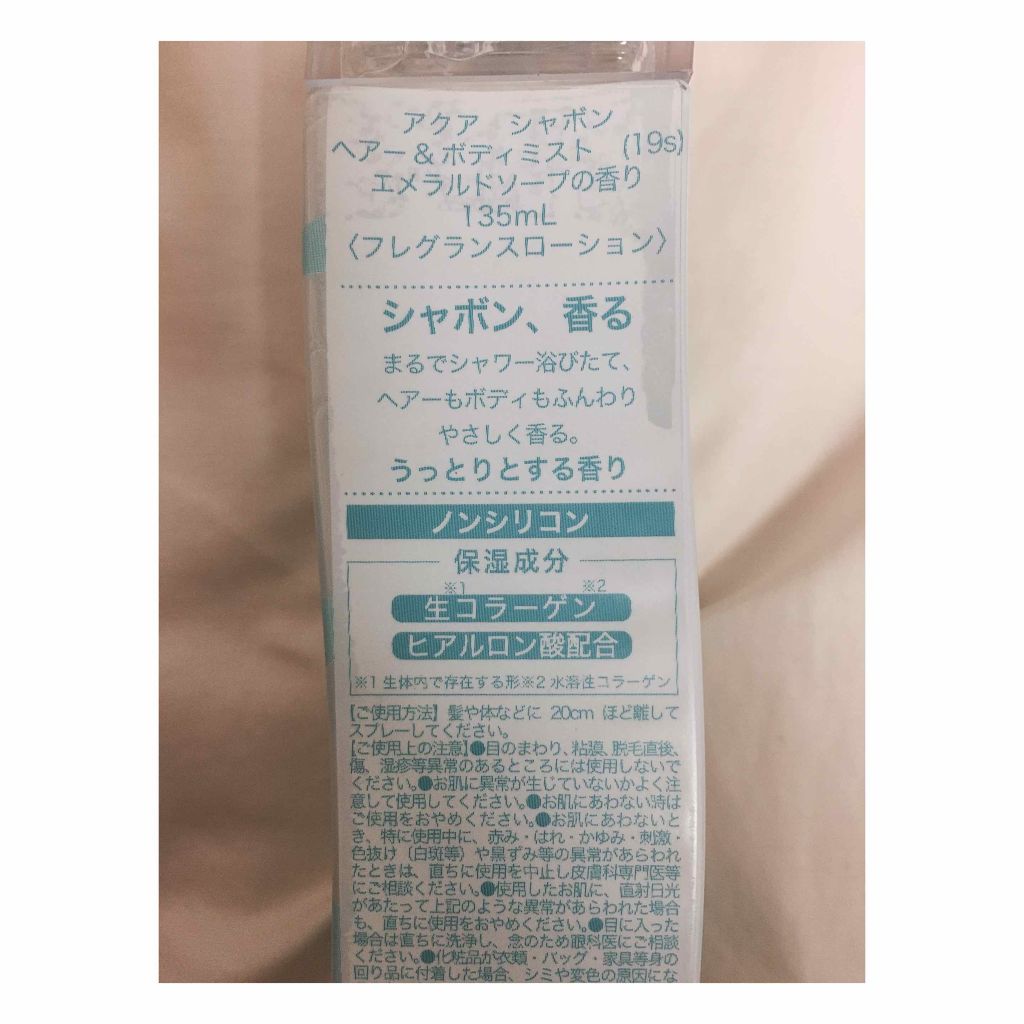 アクア シャボン
ヘアー＆ボディミスト (19s)
エメラルドソープの香り
135mL
〈フレグランスローション〉
シャボン、香る
まるでシャワー浴びたて、
ヘアーもボディもふんわり
やさしく香る。
うっとりとする香り
ノンシリコン
保湿成分
※1 ※2
生コラーゲン
ヒアルロン酸配合
※1 生体内で存在する形※2 水溶性コラーゲン
【ご使用方法】髪や体などに 20cm ほど離して
スプレーしてください。
【ご使用上の注意】●目のまわり、粘膜、脱毛直後、
傷、湿疹等異常のあるところには使用しないで
ください。●お肌に異常が生じていないかよく注
意して使用してください。●お肌にあわない時は
ご使用をおやめください。●お肌にあわないと
き、特に使用中に、赤み・はれ・かゆみ・刺激・
色抜け（白斑等）や黒ずみ等の異常があらわれ
たときは、直ちに使用を中止し皮膚科専門医等
にご相談ください。●使用したお肌に、直射日光
があたって上記のような異常があらわれた場合
も、直ちに使用をおやめください。●目に入った
場合は直ちに洗浄し、念のため眼科医にご相談
ください。●化粧品が衣類・バッグ・家具等身の
回り品に付着した場合、シミや変色の原因にな